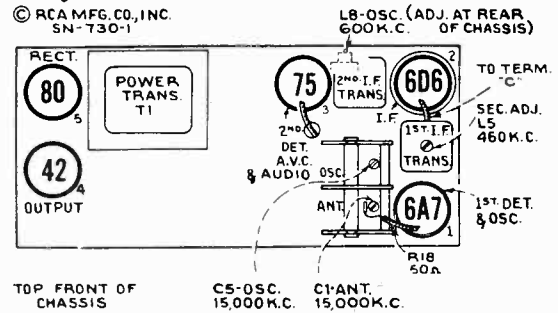 © RCA MFG. CO., INC.
SN-730-1
L8-OSC. (ADJ. AT REAR
600 K.C. OF CHASSIS)
RECT.
80
5
POWER
TRANS.
T1
75
3
2ND. I.F.
TRANS.
6D6
2
I.F.
TO TERM.
"C"
1ST. I.F.
TRANS.
SEC. ADJ.
L5
460 K.C.
2ND.
DET.
A.V.C.
& AUDIO
OSC.
ANT.
42
4
OUTPUT
6A7
1
1ST. DET.
& OSC.
R18
50Ω
TOP FRONT OF
CHASSIS
C5-OSC.
15,000 K.C.
C1-ANT.
15,000 K.C.